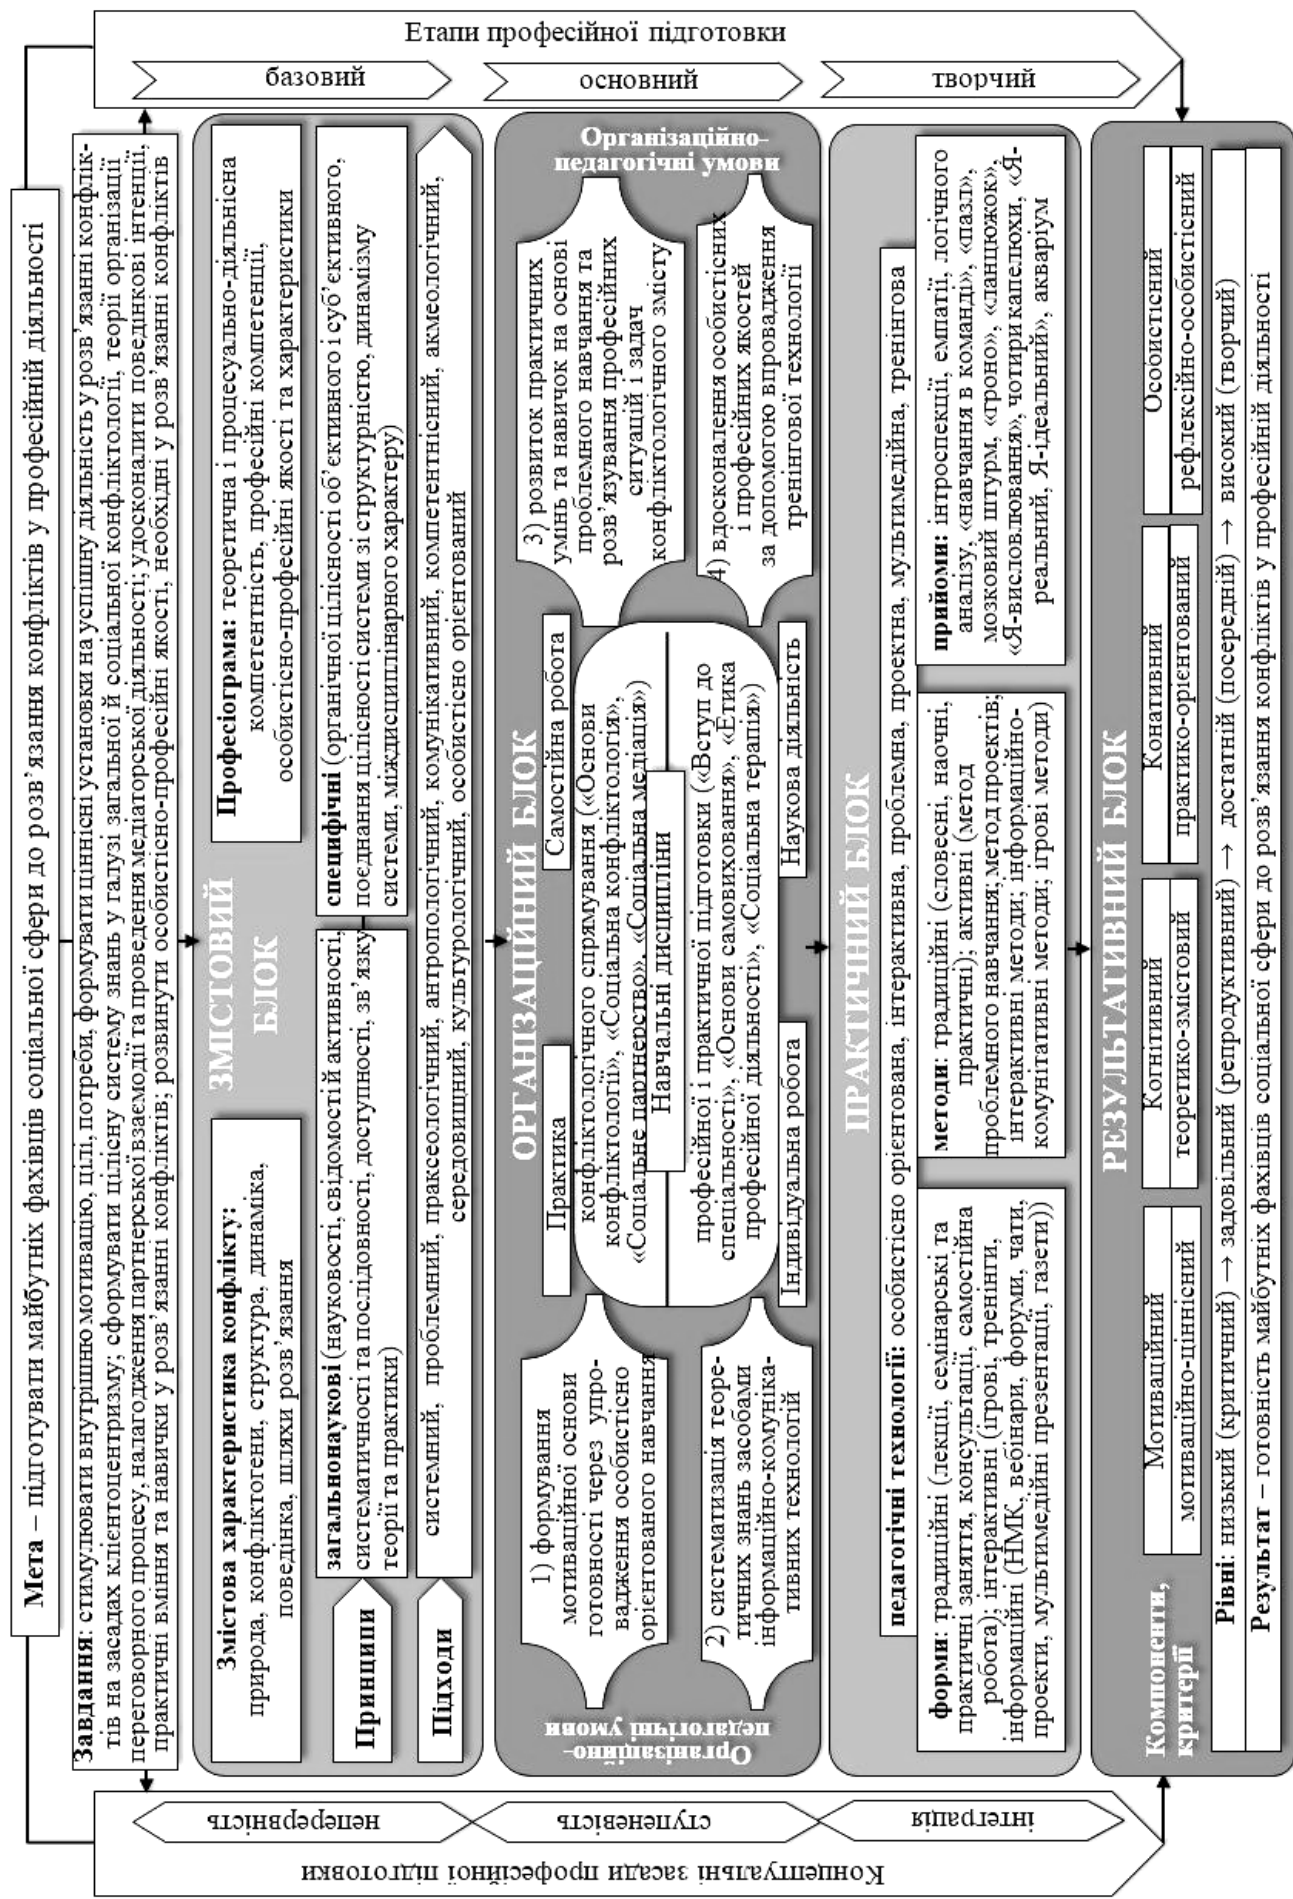 Мета – підготувати майбутніх фахівців соціальної сфери до розв'язання конфліктів у професійній діяльності
Концептуальні засади професійної підготовки
неперервність
ступеневість
інтеграція
Етапи професійної підготовки
базовий
основний
творчий
Завдання: стимулювати внутрішню мотивацію, цілі, потреби, формувати ціннісні установки на успішну діяльність у розв'язанні конфлік-
тів на засадах клієнтоцентризму; сформувати цілісну систему знань у галузі загальної й соціальної конфліктології, теорії організації
переговорного процесу, налагодження партнерської взаємодії та проведення медіаторської діяльності; удосконалити поведінкові інтенції,
практичні вміння та навички у розв'язанні конфліктів; розвинути особистісно-професійні якості, необхідні у розв'язанні конфліктів
ЗМІСТОВИЙ
БЛОК
Змістова характеристика конфлікту:
природа, конфліктогени, структура, динаміка,
поведінка, шляхи розв'язання
Професіограма: теоретична і процесуально-діяльнісна
компетентність, професійні компетенції,
особистісно-професійні якості та характеристики
Принципи
загальнонаукові (науковості, свідомості й активності,
систематичності та послідовності, доступності, зв'язку
теорії та практики)
специфічні (органічної цілісності об'єктивного і суб'єктивного,
поєднання цілісності системи зі структурністю, динамізму
системи, міждисциплінарного характеру)
Підходи
системний, проблемний, праксеологічний, антропологічний, комунікативний, компетентнісний, акмеологічний,
середовищний, культурологічний, особистісно орієнтований
ОРГАНІЗАЦІЙНИЙ БЛОК
Організаційно-
педагогічні умови
1) формування
мотиваційної основи
готовності через упро-
вадження особистісно
орієнтованого навчання
2) систематизація теоре-
тичних знань засобами
інформаційно-комуніка-
тивних технологій
Практика
Самостійна робота
конфліктологічного спрямування («Основи
конфліктології», «Соціальна конфліктологія»,
«Соціальне партнерство», «Соціальна медіація»)
Навчальні дисципліни
професійної і практичної підготовки («Вступ до
спеціальності», «Основи самовиховання», «Етика
професійної діяльності», «Соціальна терапія»)
Індивідуальна робота
Наукова діяльність
Організаційно–
педагогічні умови
3) розвиток практичних
умінь та навичок на основі
проблемного навчання та
розв'язування професійних
ситуацій і задач
конфліктологічного змісту
4) вдосконалення особистісних
і професійних якостей
за допомогою впровадження
тренінгової технології
ПРАКТИЧНИЙ БЛОК
педагогічні технології: особистісно орієнтована, інтерактивна, проблемна, проектна, мультимедійна, тренінгова
форми: традиційні (лекції, семінарські та
практичні заняття, консультації, самостійна
робота); інтерактивні (ігрові, тренінги,
інформаційні (НМК, вебінари, форуми, чати,
проекти, мультимедійні презентації, газети))
методи: традиційні (словесні, наочні,
практичні); активні (метод
проблемного навчання; метод проектів;
інтерактивні методи; інформаційно-
комунітативні методи; ігрові методи)
прийоми: інтроспекції, емпатії, логічного
аналізу, «навчання в команді», «пазл»,
мозковий штурм, «ґроно», «ланцюжок»,
«Я-висловлювання», чотири капелюхи, «Я-
реальний, Я-ідеальний», акваріум
РЕЗУЛЬТАТИВНИЙ БЛОК
Компоненти,
критерії
Мотиваційний
мотиваційно-ціннісний
Когнітивний
теоретико-змістовий
Конативний
практико-орієнтований
Особистісний
рефлексійно-особистісний
Рівні: низький (критичний) → задовільний (репродуктивний) → достатній (посередній) → високий (творчий)
Результат – готовність майбутніх фахівців соціальної сфери до розв'язання конфліктів у професійній діяльності